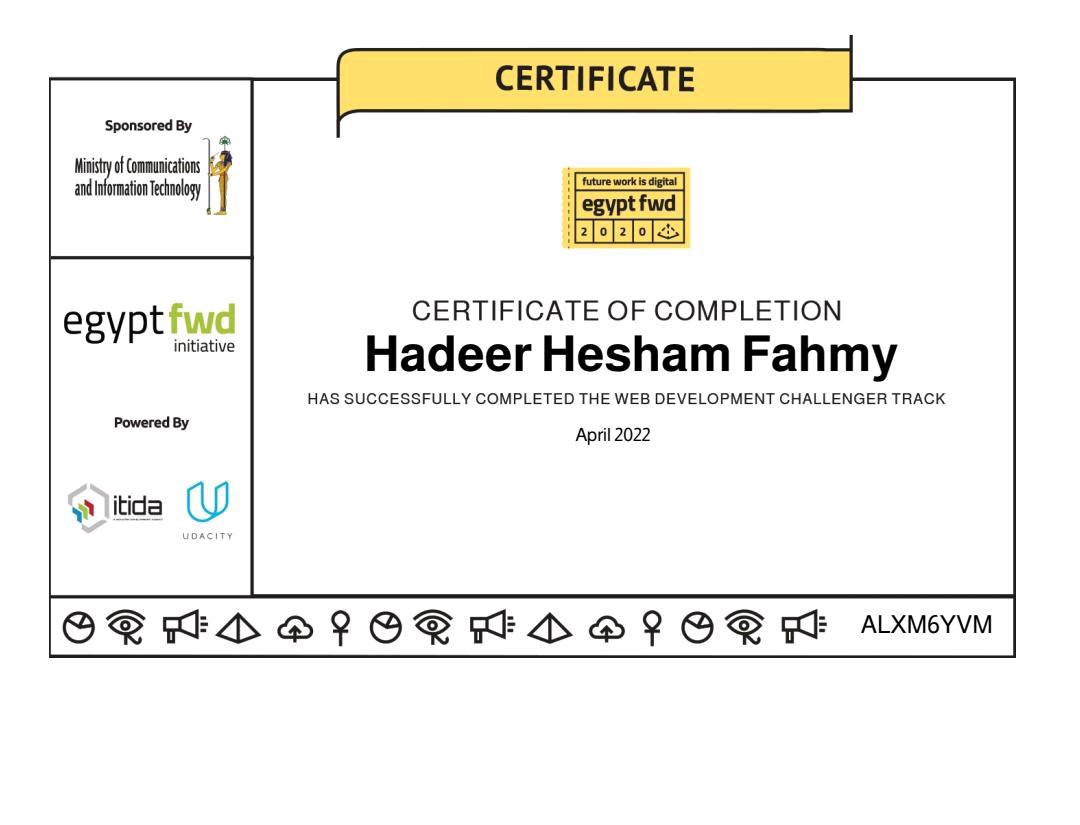 CERTIFICATE
Sponsored By
Ministry of Communications
and Information Technology
egyptfwd
initiative
Powered By
itida
UDACITY
future work is digital
egypt fwd
2 0 2 0
CERTIFICATE OF COMPLETION
Hadeer Hesham Fahmy
HAS SUCCESSFULLY COMPLETED THE WEB DEVELOPMENT CHALLENGER TRACK
April 2022
ALXM6YVM